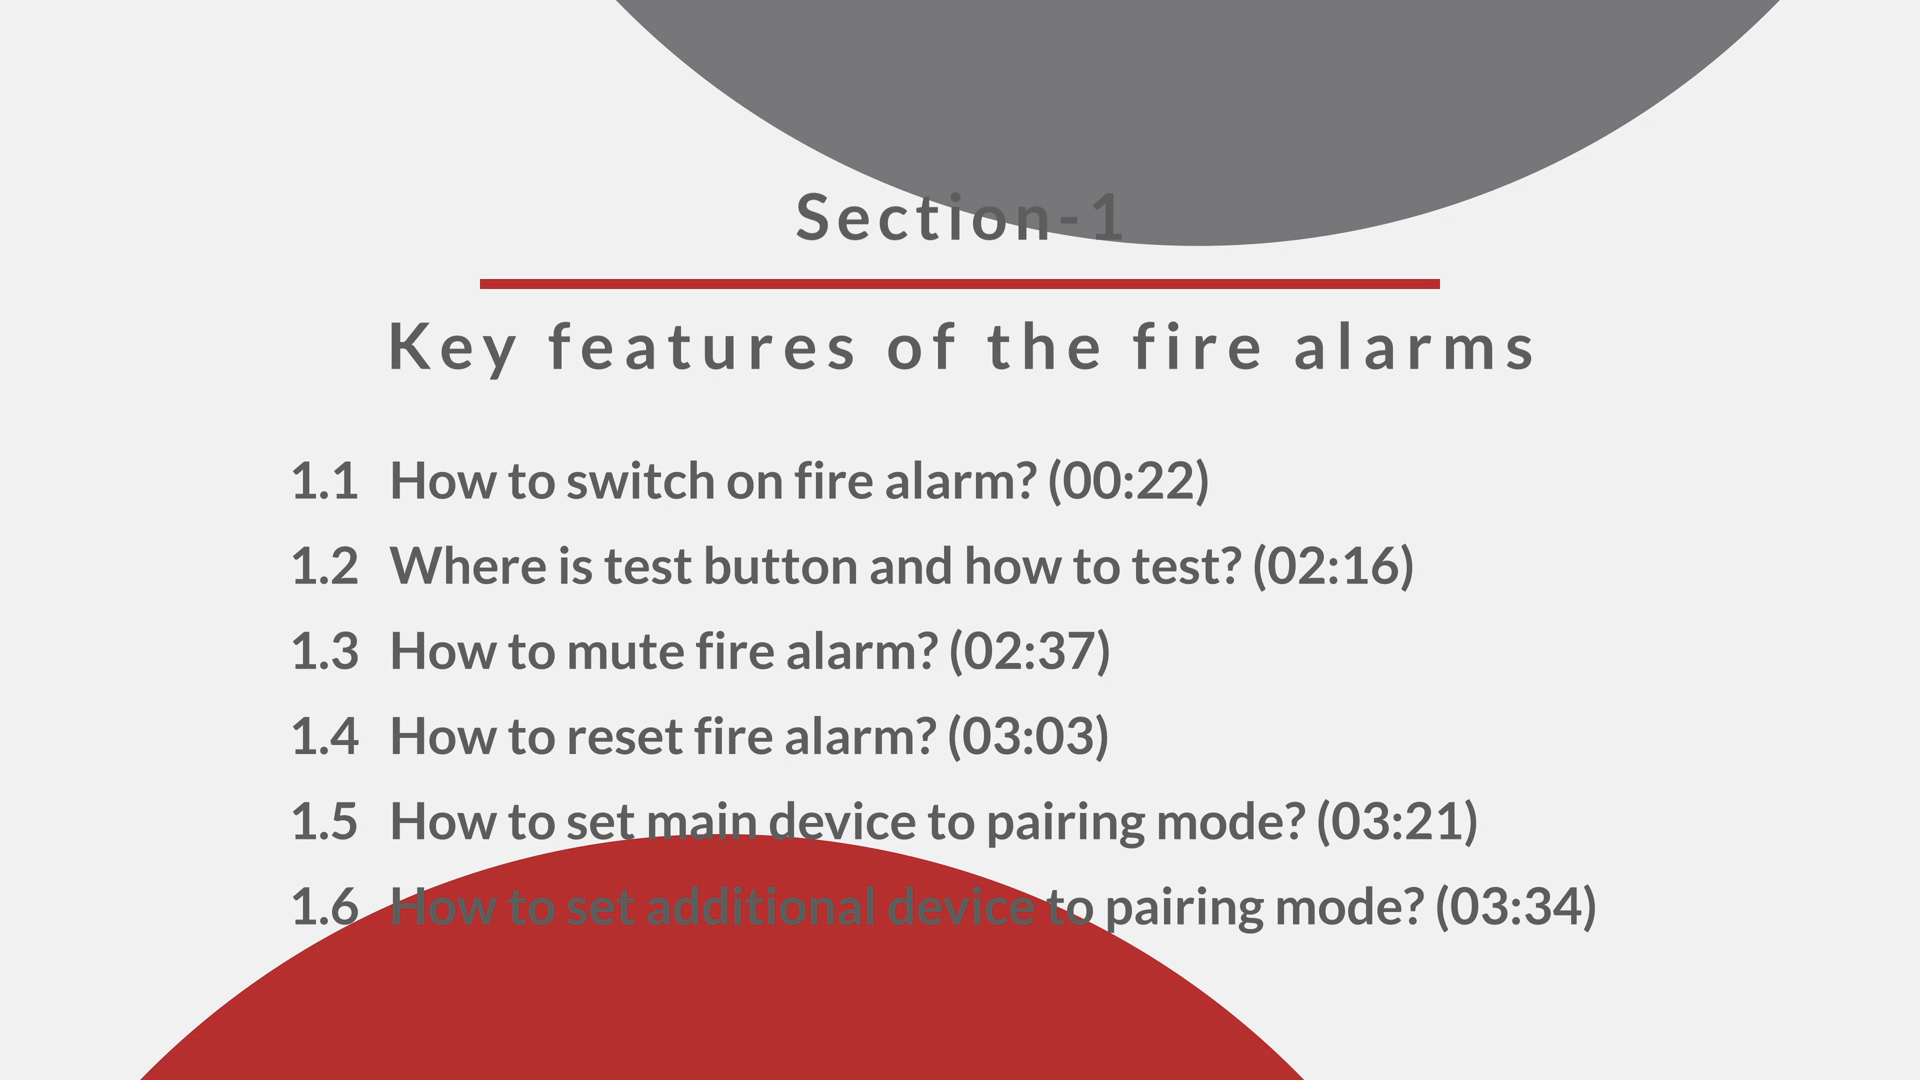 Section-1
Key features of the fire alarms
1.1 How to switch on fire alarm? (00:22)
1.2 Where is test button and how to test? (02:16)
1.3 How to mute fire alarm? (02:37)
1.4 How to reset fire alarm? (03:03)
1.5 How to set main device to pairing mode? (03:21)
1.6 How to set additional device to pairing mode? (03:34)